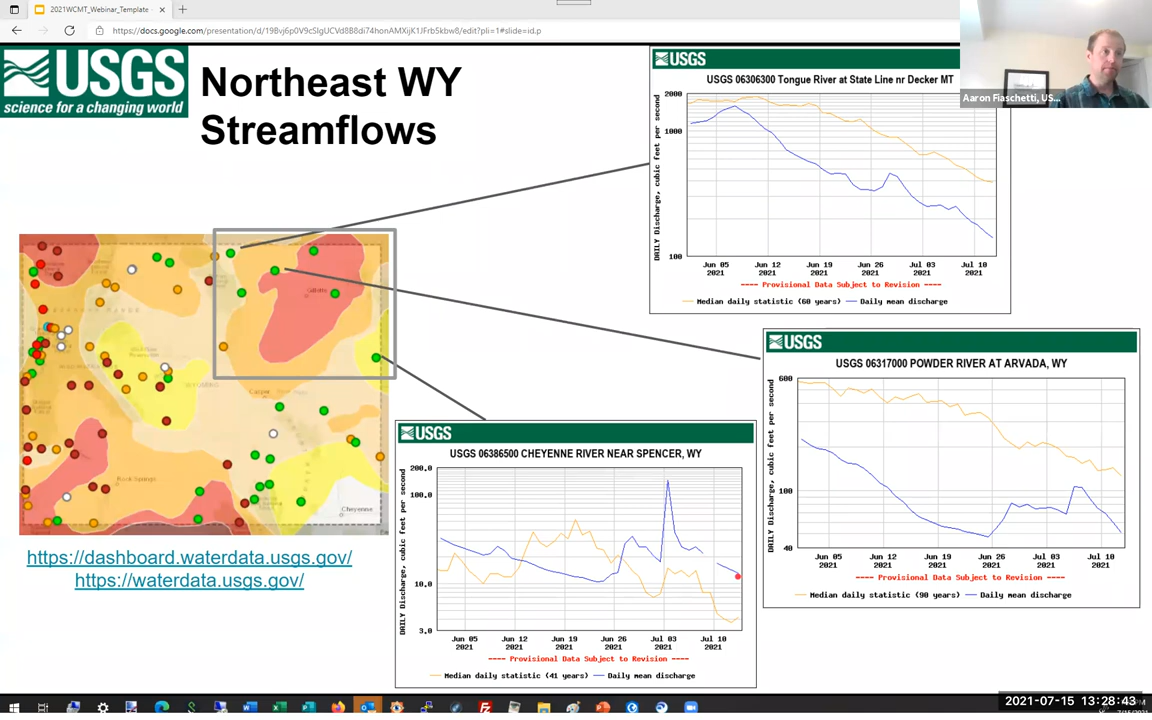 2021WCMT_Webinar_Template
https://docs.google.com/presentation/d/19Bvj6p0V9cSIgUCVd8B8di74honAMXijK1JFrb5kbw8/edit?pli=1#slide=id.p
USGS
science for a changing world
Northeast WY
Streamflows
Aaron Fiaschetti, US...
USGS
USGS 06306300 Tongue River at State Line nr Decker MT
DAILY Discharge, cubic feet per second
2000
1000
100
Jun 05 Jun 12 Jun 19 Jun 26 Jul 03 Jul 10
2021 2021 2021 2021 2021 2021
---- Provisional Data Subject to Revision ----
Median daily statistic (60 years) Daily mean discharge
USGS
USGS 06317000 POWDER RIVER AT ARVADA, WY
DAILY Discharge, cubic feet per second
600
100
40
Jun 05 Jun 12 Jun 19 Jun 26 Jul 03 Jul 10
2021 2021 2021 2021 2021 2021
---- Provisional Data Subject to Revision ----
Median daily statistic (90 years) Daily mean discharge
USGS
USGS 06386500 CHEYENNE RIVER NEAR SPENCER, WY
DAILY Discharge, cubic feet per second
200.0
100.0
10.0
3.0
Jun 05 Jun 12 Jun 19 Jun 26 Jul 03 Jul 10
2021 2021 2021 2021 2021 2021
---- Provisional Data Subject to Revision ----
Median daily statistic (41 years) Daily mean discharge
Gillette
Casper
Rock Springs
Cheyenne
https://dashboard.waterdata.usgs.gov/
https://waterdata.usgs.gov/
2021-07-15 13:28:43